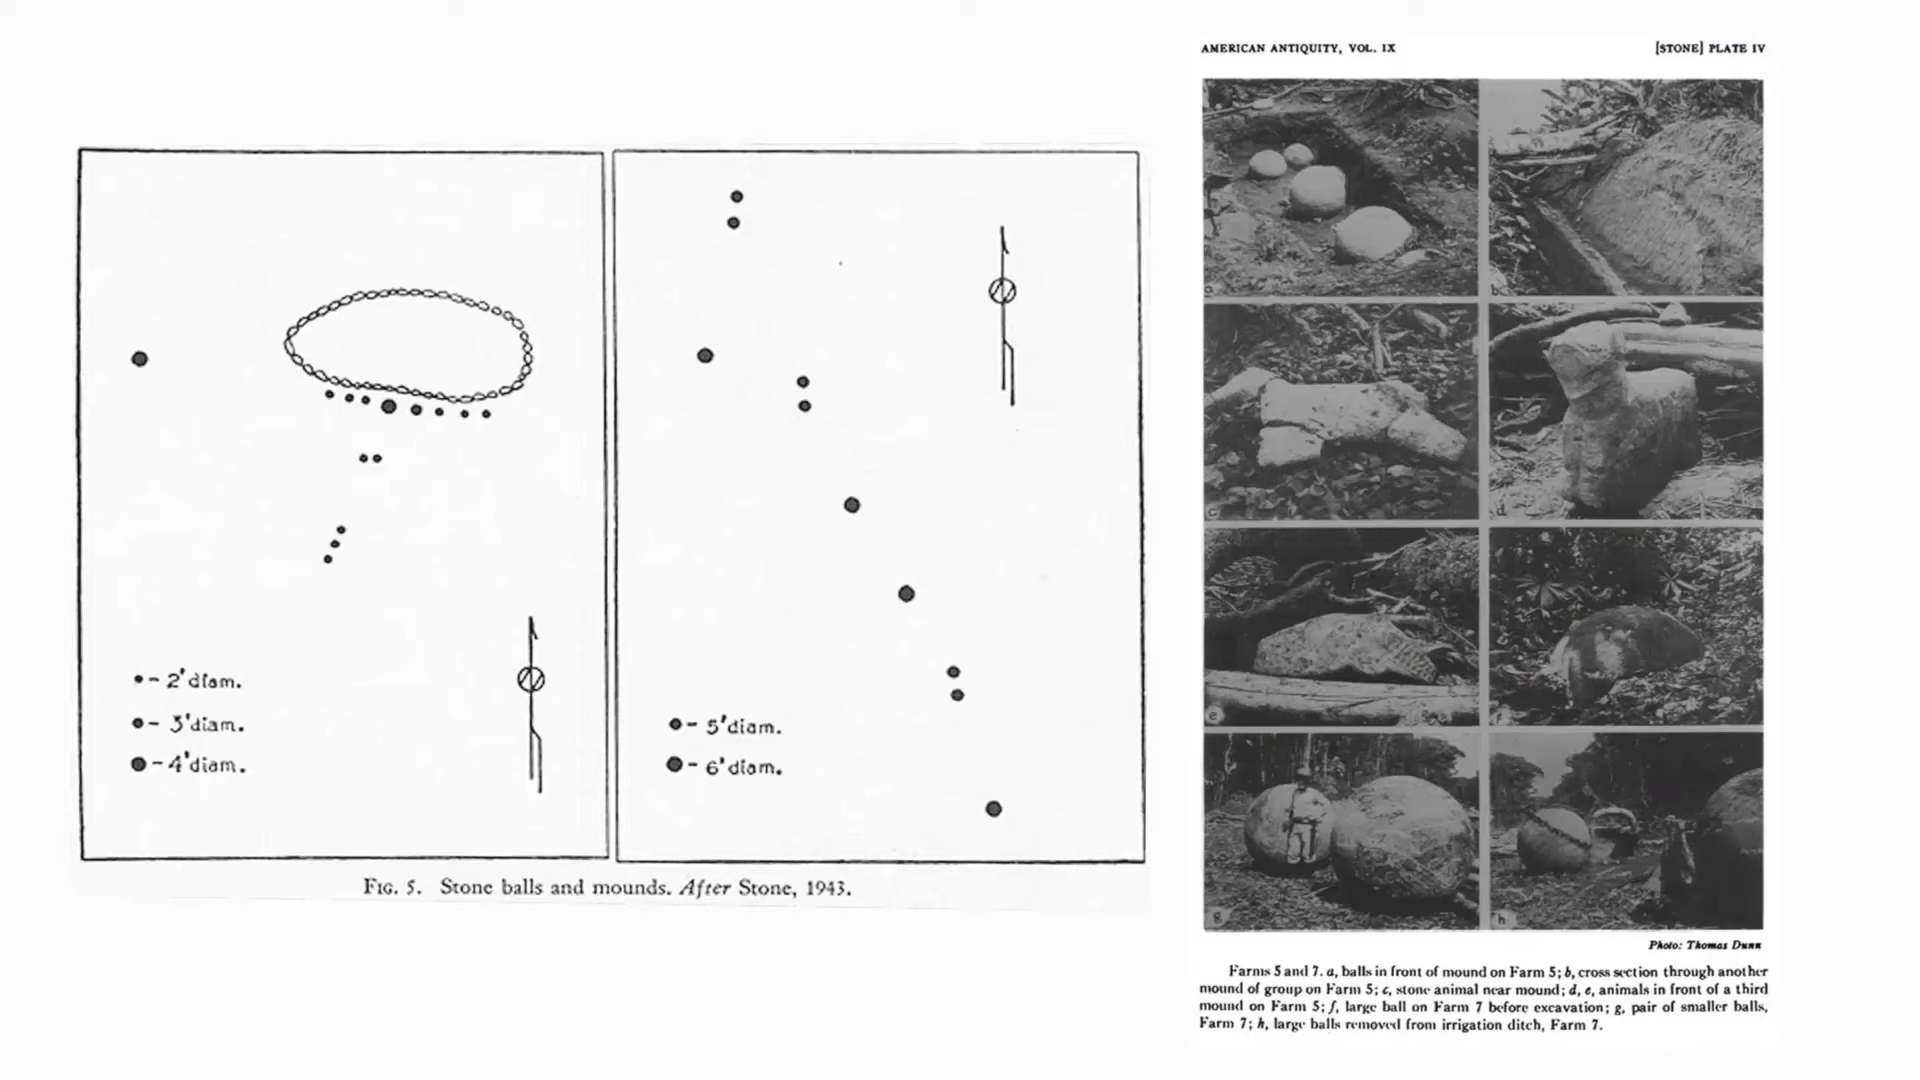 AMERICAN ANTIQUITY, VOL. IX
[STONE] PLATE IV
2' diam.
3' diam.
4' diam.
5' diam.
6' diam.
FIG. 5. Stone balls and mounds. After Stone, 1943.
a
b
c
d
e
f
g
h
Photo: Thomas Dunn
Farms 5 and 7. a, balls in front of mound on Farm 5; b, cross section through another
mound of group on Farm 5; c, stone animal near mound; d, e, animals in front of a third
mound on Farm 5; f, large ball on Farm 7 before excavation; g, pair of smaller balls,
Farm 7; h, large balls removed from irrigation ditch, Farm 7.